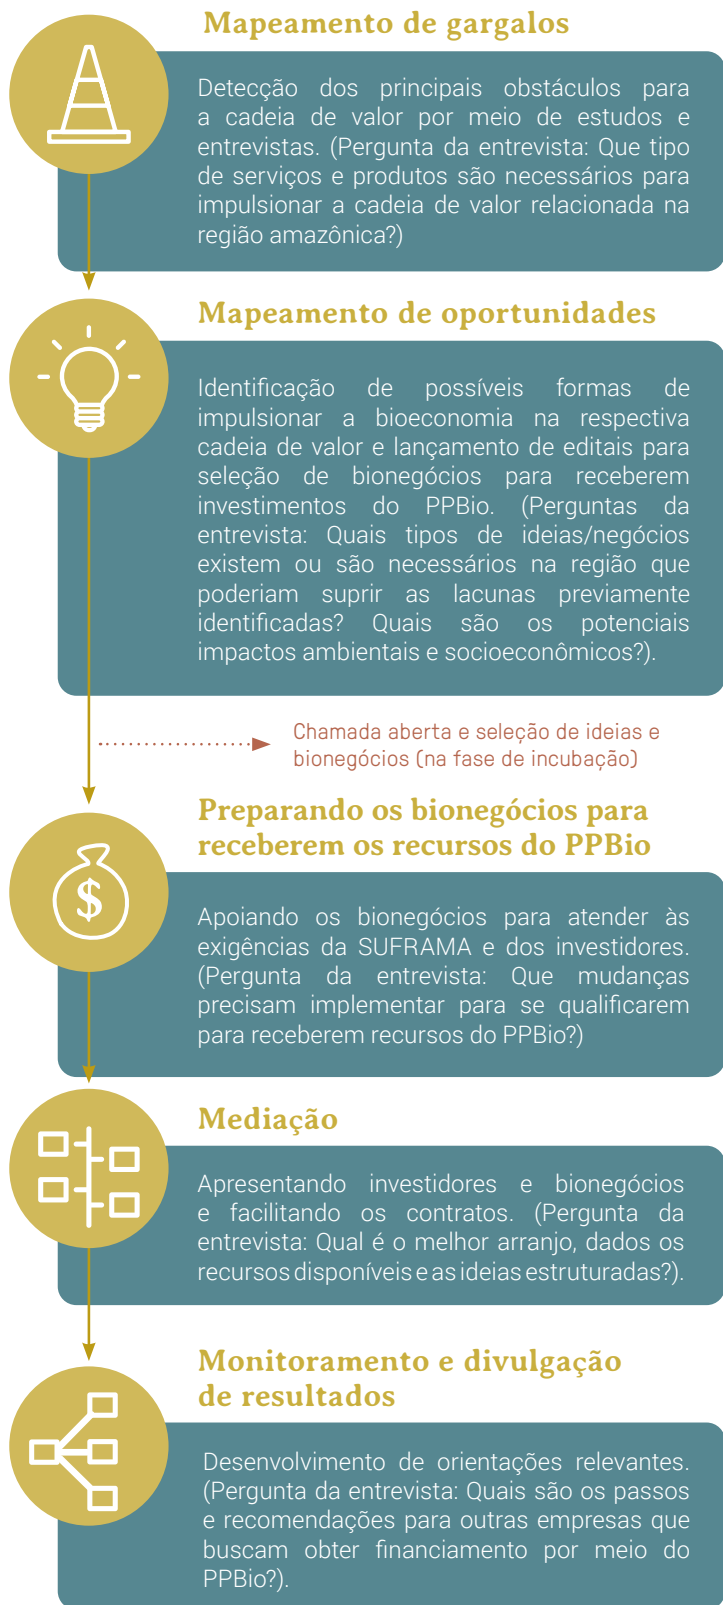 Mapeamento de gargalos
Detecção dos principais obstáculos para
a cadeia de valor por meio de estudos e
entrevistas. (Pergunta da entrevista: Que tipo
de serviços e produtos são necessários para
impulsionar a cadeia de valor relacionada na
região amazônica?)
Mapeamento de oportunidades
Identificação de possíveis formas de
impulsionar a bioeconomia na respectiva
cadeia de valor e lançamento de editais para
seleção de bionegócios para receberem
investimentos do PPBio. (Perguntas da
entrevista: Quais tipos de ideias/negócios
existem ou são necessários na região que
poderiam suprir as lacunas previamente
identificadas? Quais são os potenciais
impactos ambientais e socioeconômicos?).
Chamada aberta e seleção de ideias e
bionegócios (na fase de incubação)
Preparando os bionegócios para
receberem os recursos do PPBio
$
Apoiando os bionegócios para atender às
exigências da SUFRAMA e dos investidores.
(Pergunta da entrevista: Que mudanças
precisam implementar para se qualificarem
para receberem recursos do PPBio?)
Mediação
Apresentando investidores e bionegócios
e facilitando os contratos. (Pergunta da
entrevista: Qual é o melhor arranjo, dados os
recursos disponíveis e as ideias estruturadas?).
Monitoramento e divulgação
de resultados
Desenvolvimento de orientações relevantes.
(Pergunta da entrevista: Quais são os passos
e recomendações para outras empresas que
buscam obter financiamento por meio do
PPBio?).